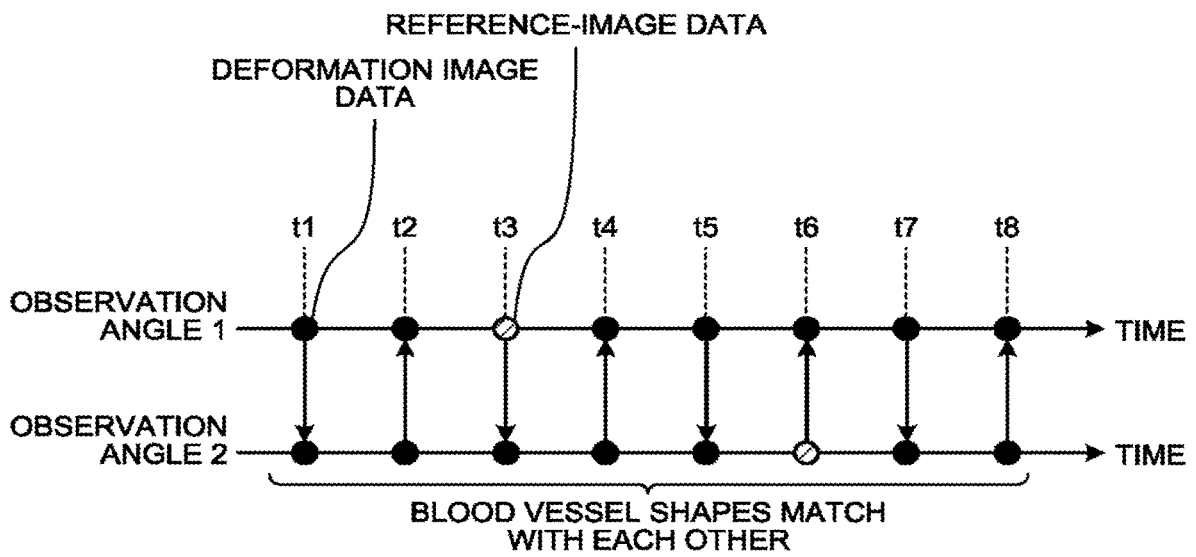 REFERENCE-IMAGE DATA
DEFORMATION IMAGE
DATA
t1 t2 t3 t4 t5 t6 t7 t8
OBSERVATION
ANGLE 1
TIME
OBSERVATION
ANGLE 2
TIME
BLOOD VESSEL SHAPES MATCH
WITH EACH OTHER